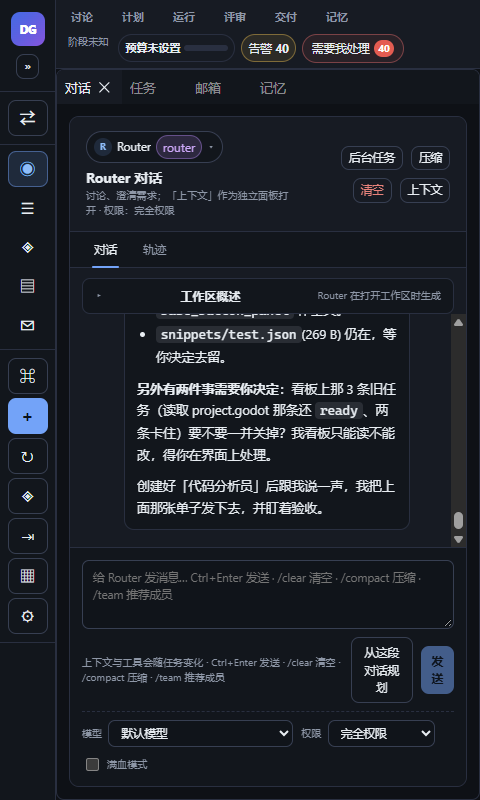 DG
讨论 计划 运行 评审 交付 记忆
阶段未知 预算未设置 告警 40 需要我处理 40
对话 任务 邮箱 记忆
R Router router
后台任务 压缩
清空 上下文
Router 对话
讨论、澄清需求；「上下文」作为独立面板打
开 · 权限：完全权限
对话 轨迹
工作区概述 Router 在打开工作区时生成
snippets/test.json (269 B) 仍在，等
你决定去留。
另外有两件事需要你决定：看板上那 3 条旧任
务（读取 project.godot 那条还 ready、两
条卡住）要不要一并关掉？我看板只能读不能
改，得你在界面上处理。
创建好「代码分析员」后跟我说一声，我把上
面那张单子发下去，并盯着验收。
给 Router 发消息... Ctrl+Enter 发送 · /clear 清空 · /compact 压缩 ·
/team 推荐成员
上下文与工具会随任务变化 · Ctrl+Enter 发送 · /clear 清空 ·
/compact 压缩 · /team 推荐成员
从这段
对话规
划
发
送
模型 默认模型 权限 完全权限
满血模式